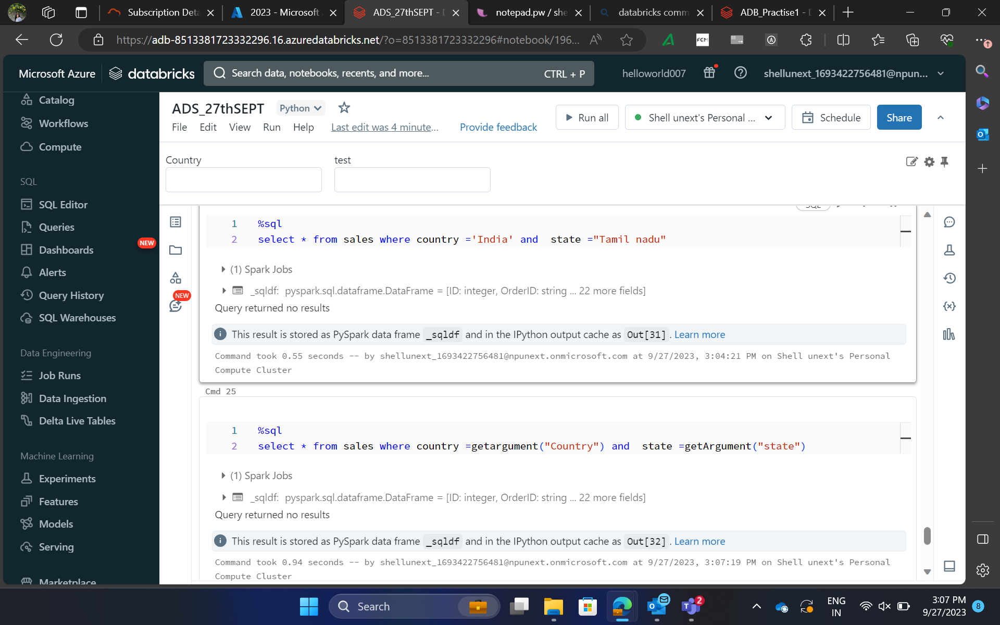 Subscription Deta
2023 - Microsoft
ADS_27thSEPT - D
notepad.pw / she
databricks comm
ADB_Practise1 - D
https://adb-8513381723332296.16.azuredatabricks.net/?o=8513381723332296#notebook/196...
FCM
Microsoft Azure
databricks
Search data, notebooks, recents, and more...
CTRL + P
helloworld007
shellunext_1693422756481@npun...
Catalog
Workflows
Compute
SQL
SQL Editor
Queries
Dashboards
NEW
Alerts
Query History
SQL Warehouses
Data Engineering
Job Runs
Data Ingestion
Delta Live Tables
Machine Learning
Experiments
Features
Models
Serving
Marketplace
ADS_27thSEPT
Python
File Edit View Run Help Last edit was 4 minute... Provide feedback
Run all
Shell unext's Personal ...
Schedule
Share
Country
test
NEW
SQL
1 %sql
2 select * from sales where country ='India' and  state ="Tamil nadu"
(1) Spark Jobs
_sqldf: pyspark.sql.dataframe.DataFrame = [ID: integer, OrderID: string ... 22 more fields]
Query returned no results
This result is stored as PySpark data frame _sqldf and in the IPython output cache as Out[31] . Learn more
Command took 0.55 seconds -- by shellunext_1693422756481@npunext.onmicrosoft.com at 9/27/2023, 3:04:21 PM on Shell unext's Personal
Compute Cluster
Cmd 25
1 %sql
2 select * from sales where country =getargument("Country") and  state =getArgument("state")
(1) Spark Jobs
_sqldf: pyspark.sql.dataframe.DataFrame = [ID: integer, OrderID: string ... 22 more fields]
Query returned no results
This result is stored as PySpark data frame _sqldf and in the IPython output cache as Out[32] . Learn more
Command took 0.94 seconds -- by shellunext_1693422756481@npunext.onmicrosoft.com at 9/27/2023, 3:07:19 PM on Shell unext's Personal
Compute Cluster
Search
2
ENG
IN
3:07 PM
9/27/2023
8